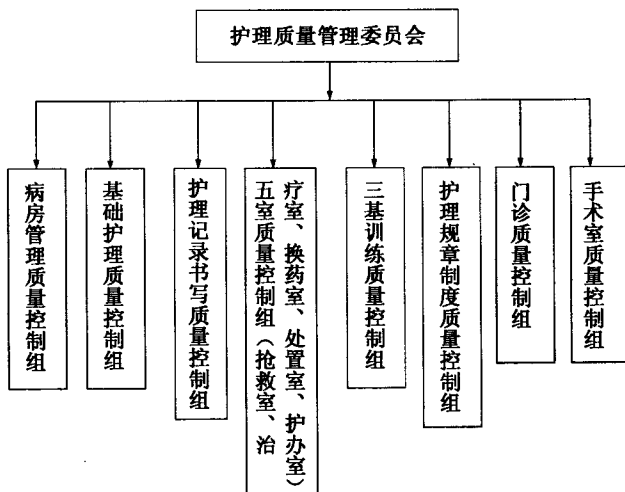 护理质量管理委员会
病房管理质量控制组
基础护理质量控制组
护理记录书写质量控制组
五室质量控制组（抢救室、治
疗室、换药室、处置室、护办室）
三基训练质量控制组
护理规章制度质量控制组
门诊质量控制组
手术室质量控制组